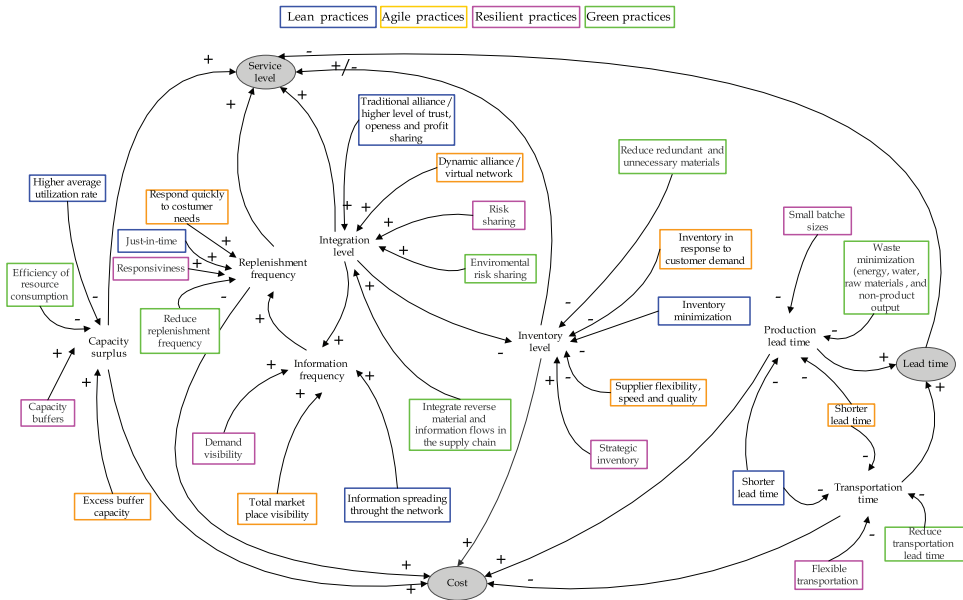 Lean practices
Agile practices
Resilient practices
Green practices
Service
level
+
+
+/-
-
+
+
Traditional alliance/
higher level of trust,
openess and profit
sharing
Dynamic alliance/
virtual network
Risk
sharing
Enviromental
risk sharing
Reduce redundant and
unnecessary materials
Small batche
sizes
Higher average
utilization rate
Respond quickly
to costumer
needs
Just-in-time
Responsiviness
Replenishment
frequency
+
+
+
+
-
Integration
level
+
+
+
+
+
+
Inventory in
response to
customer demand
Waste
minimization
(energy, water,
raw materials, and
non-product
output
Efficiency of
resource
consumption
-
-
Reduce
replenishment
frequency
Inventory
minimization
Production
lead time
-
-
-
-
+
+
Capacity
surplus
+
+
Information
frequency
+
+
+
+
+
Inventory
level
-
-
-
-
-
+
-
Lead time
+
+
Capacity
buffers
Demand
visibility
Integrate reverse
material and
information flows in
the supply chain
Supplier flexibility,
speed and quality
Strategic
inventory
Shorter
lead time
Shorter
lead time
-
-
-
-
Transportation
time
Excess buffer
capacity
Total market
place visibility
Information spreading
throught the network
Reduce
transportation
lead time
Flexible
transportation
Cost
+
+
+
+
-